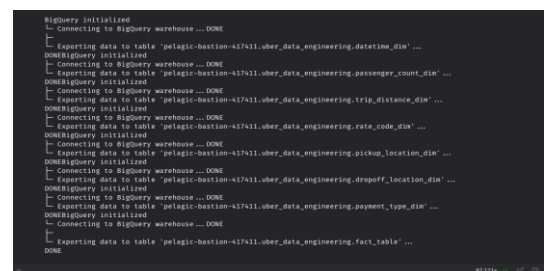 BigQuery initialized
└─ Connecting to BigQuery warehouse... DONE
├─
└─ Exporting data to table 'pelagic-bastion-417411.uber_data_engineering.datetime_dim'...
DONEBigQuery initialized
├─ Connecting to BigQuery warehouse... DONE
└─ Exporting data to table 'pelagic-bastion-417411.uber_data_engineering.passenger_count_dim'...
DONEBigQuery initialized
├─ Connecting to BigQuery warehouse... DONE
└─ Exporting data to table 'pelagic-bastion-417411.uber_data_engineering.trip_distance_dim'...
DONEBigQuery initialized
├─ Connecting to BigQuery warehouse... DONE
└─ Exporting data to table 'pelagic-bastion-417411.uber_data_engineering.rate_code_dim'...
DONEBigQuery initialized
├─ Connecting to BigQuery warehouse... DONE
└─ Exporting data to table 'pelagic-bastion-417411.uber_data_engineering.pickup_location_dim'...
DONEBigQuery initialized
├─ Connecting to BigQuery warehouse... DONE
└─ Exporting data to table 'pelagic-bastion-417411.uber_data_engineering.dropoff_location_dim'...
DONEBigQuery initialized
├─ Connecting to BigQuery warehouse... DONE
└─ Exporting data to table 'pelagic-bastion-417411.uber_data_engineering.payment_type_dim'...
DONEBigQuery initialized
└─ Connecting to BigQuery warehouse... DONE
├─
└─ Exporting data to table 'pelagic-bastion-417411.uber_data_engineering.fact_table'...
DONE